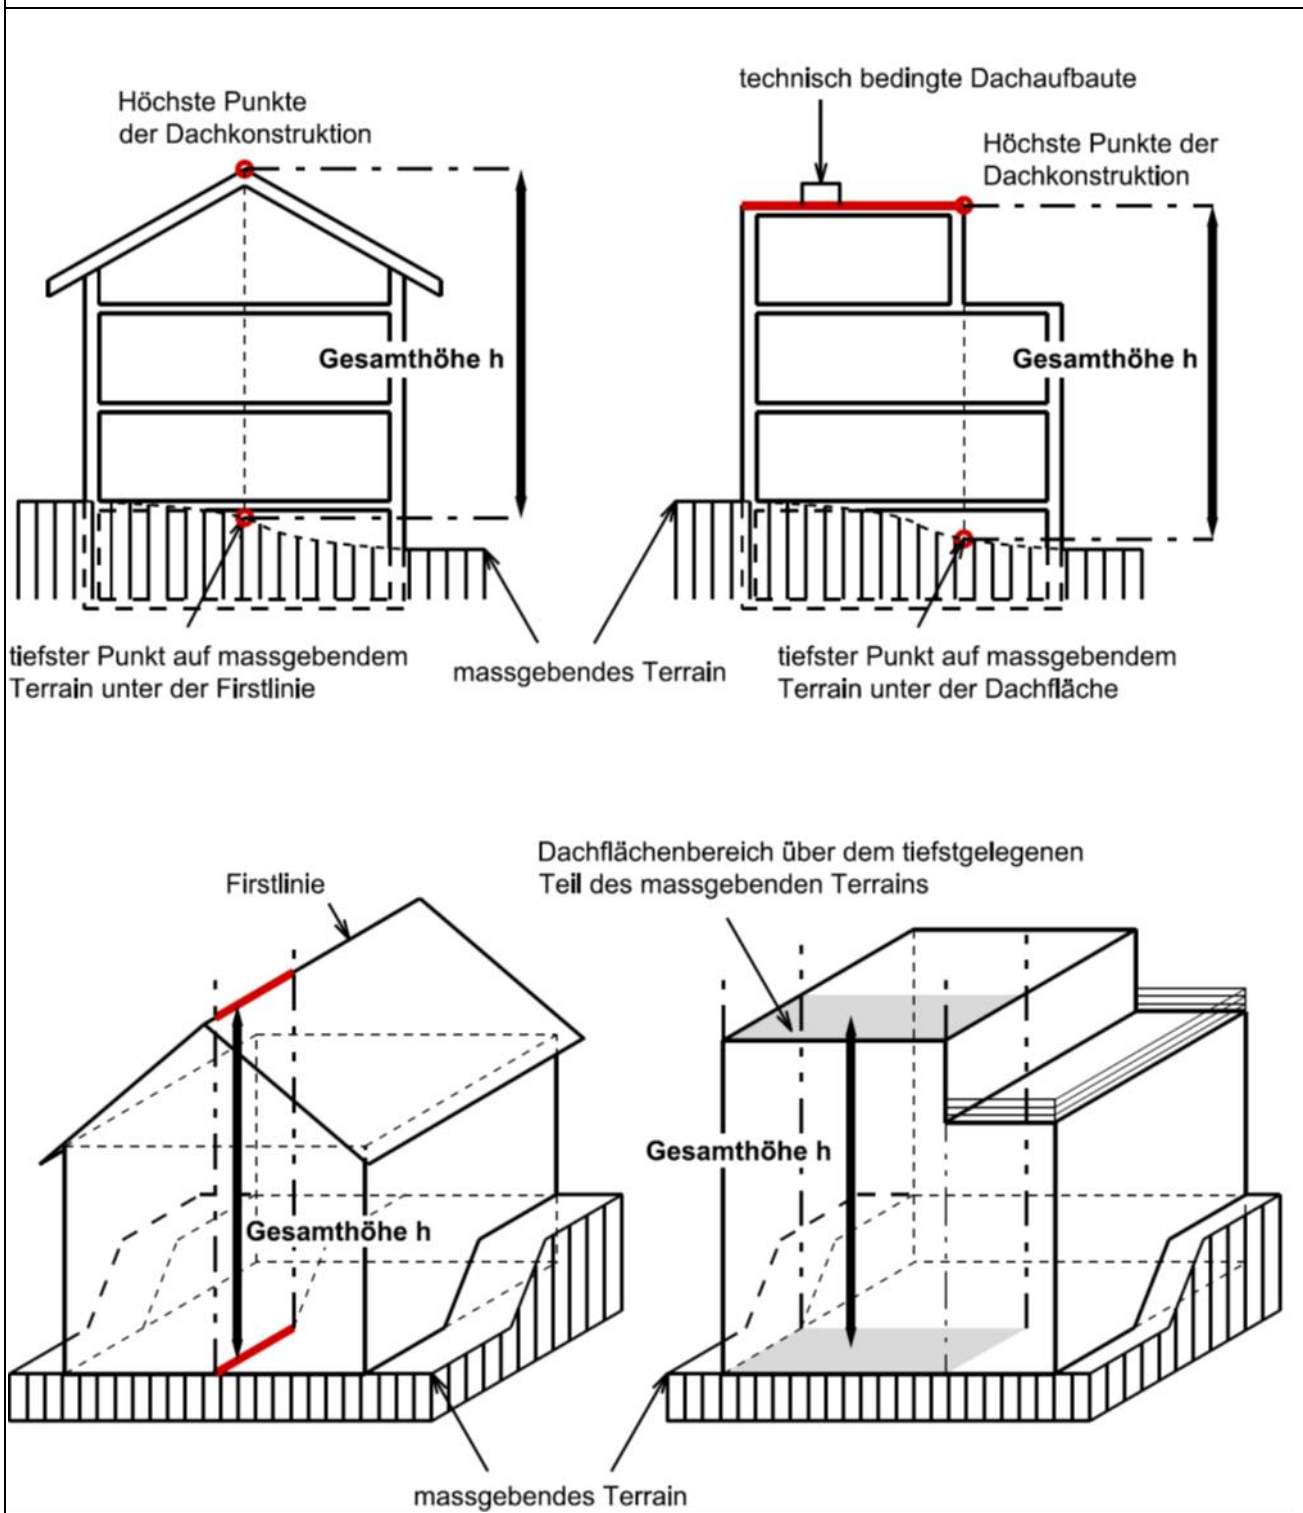 technisch bedingte Dachaufbaute
Höchste Punkte
der Dachkonstruktion
Höchste Punkte der
Dachkonstruktion
Gesamthöhe h
Gesamthöhe h
tiefster Punkt auf massgebendem
Terrain unter der Firstlinie
massgebendes Terrain
tiefster Punkt auf massgebendem
Terrain unter der Dachfläche
Dachflächenbereich über dem tiefstgelegenen
Teil des massgebenden Terrains
Firstlinie
Gesamthöhe h
Gesamthöhe h
massgebendes Terrain